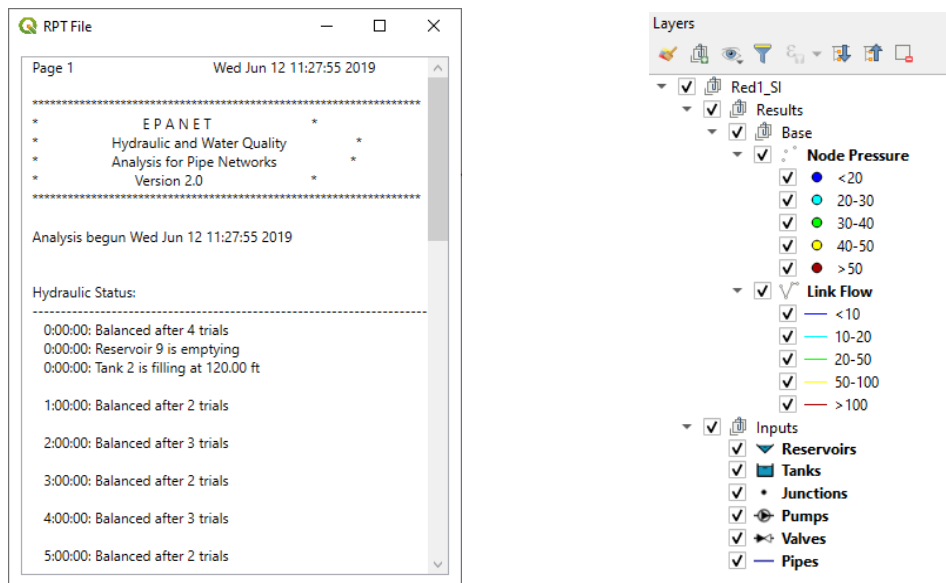 RPT File
Page 1 Wed Jun 12 11:27:55 2019
******************************************************************
* E P A N E T *
* Hydraulic and Water Quality *
* Analysis for Pipe Networks *
* Version 2.0 *
******************************************************************
Analysis begun Wed Jun 12 11:27:55 2019
Hydraulic Status:
-----------------------------------------------------------------------
0:00:00: Balanced after 4 trials
0:00:00: Reservoir 9 is emptying
0:00:00: Tank 2 is filling at 120.00 ft
1:00:00: Balanced after 2 trials
2:00:00: Balanced after 3 trials
3:00:00: Balanced after 2 trials
4:00:00: Balanced after 3 trials
5:00:00: Balanced after 2 trials
Layers
Red1_SI
Results
Base
Node Pressure
<20
20-30
30-40
40-50
>50
Link Flow
<10
10-20
20-50
50-100
>100
Inputs
Reservoirs
Tanks
Junctions
Pumps
Valves
Pipes